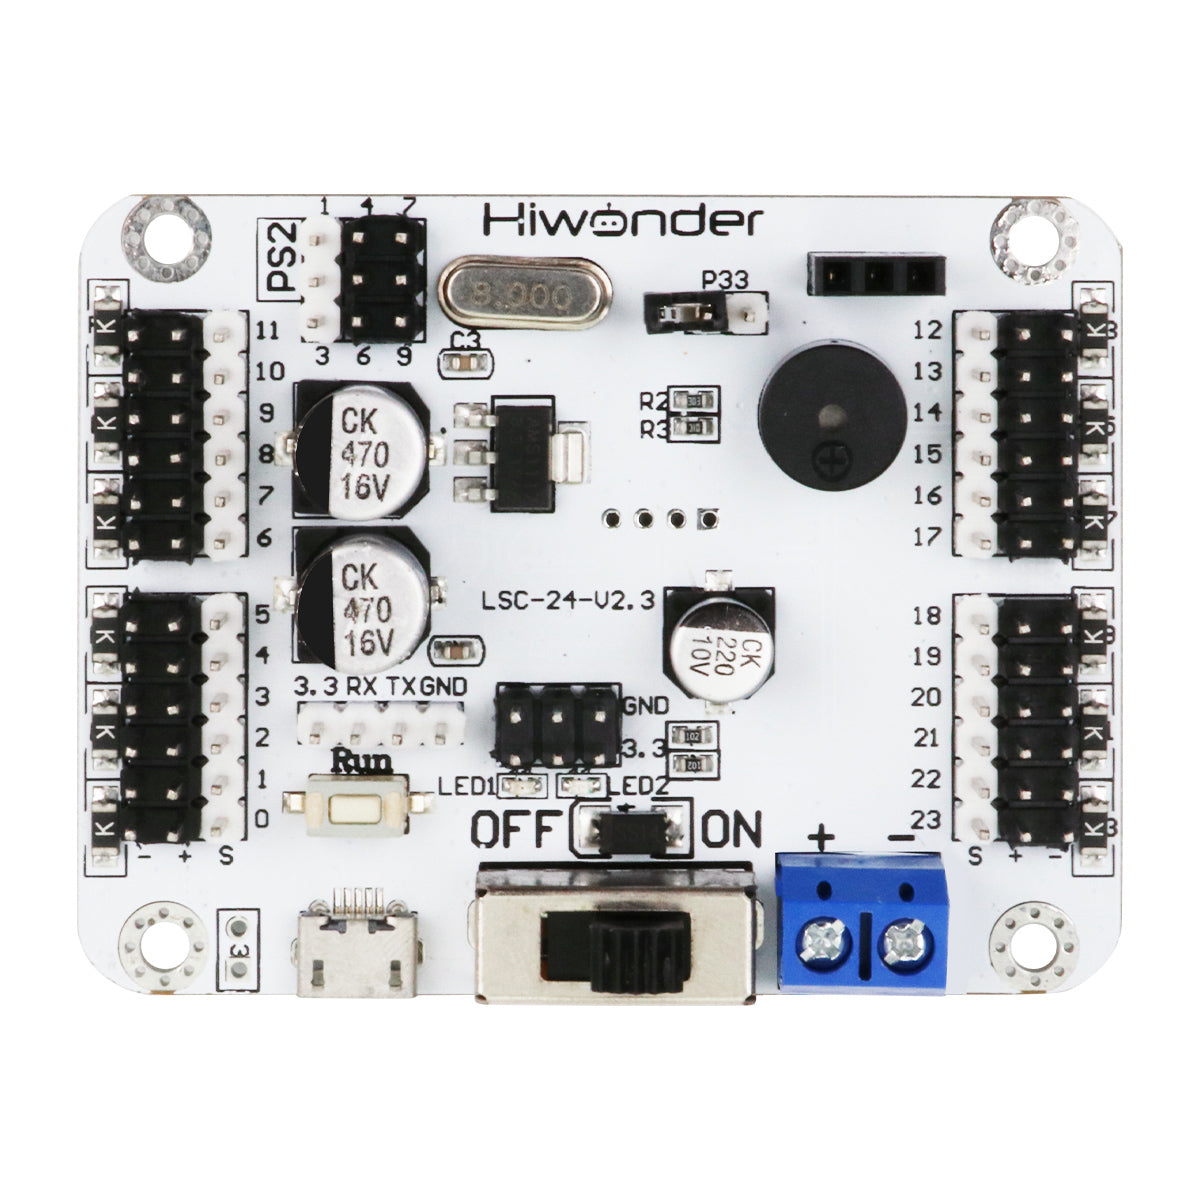 Hiwonder
1 4 7
PS2
3 6 9
8.000
C3
P33
R2
303
R3
11
10
9
8
7
6
12
13
14
15
16
17
CK
470
16V
CK
470
16V
LSC-24-V2.3
CK
220
10V
5
4
3
2
1
0
- + S
18
19
20
21
22
23
S + -
3.3 RX TX GND
Run
GND
3.3
102
102
LED1
LED2
OFF
ON
+ -
3
K
K
K
K
K
K
K
K
K
K
K
K